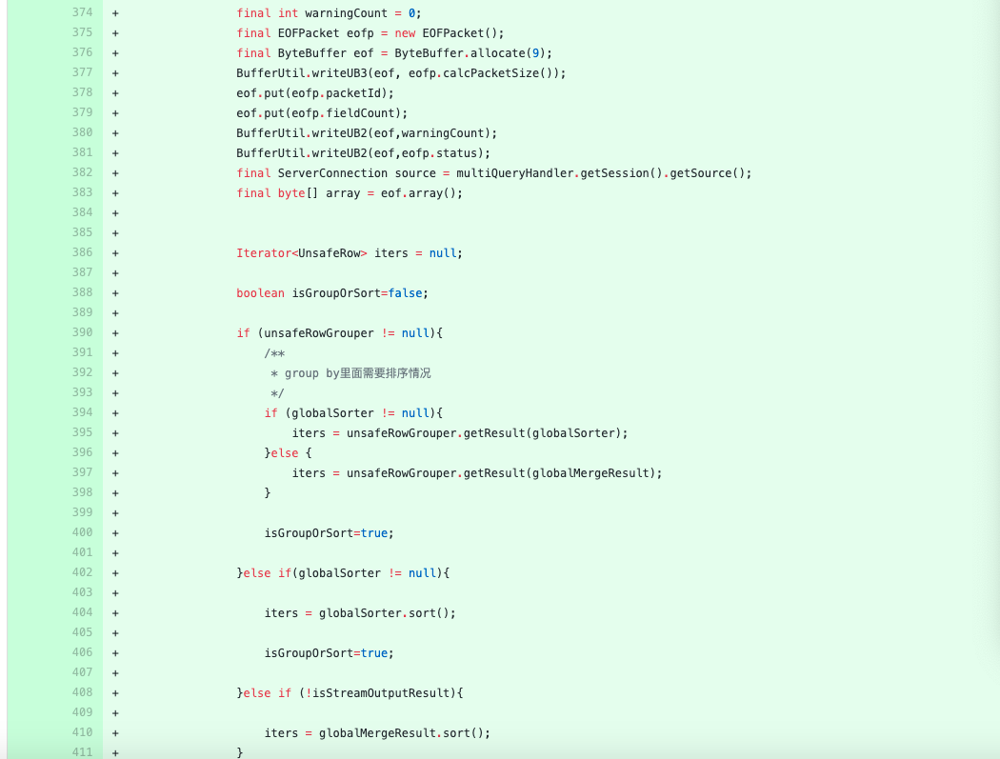 374 + final int warningCount = 0;
375 + final EOFPacket eofp = new EOFPacket();
376 + final ByteBuffer eof = ByteBuffer.allocate(9);
377 + BufferUtil.writeUB3(eof, eofp.calcPacketSize());
378 + eof.put(eofp.packetId);
379 + eof.put(eofp.fieldCount);
380 + BufferUtil.writeUB2(eof,warningCount);
381 + BufferUtil.writeUB2(eof,eofp.status);
382 + final ServerConnection source = multiQueryHandler.getSession().getSource();
383 + final byte[] array = eof.array();
384 +
385 +
386 + Iterator<UnsafeRow> iters = null;
387 +
388 + boolean isGroupOrSort=false;
389 +
390 + if (unsafeRowGrouper != null){
391 + /**
392 + * group by里面需要排序情况
393 + */
394 + if (globalSorter != null){
395 + iters = unsafeRowGrouper.getResult(globalSorter);
396 + }else {
397 + iters = unsafeRowGrouper.getResult(globalMergeResult);
398 + }
399 +
400 + isGroupOrSort=true;
401 +
402 + }else if(globalSorter != null){
403 +
404 + iters = globalSorter.sort();
405 +
406 + isGroupOrSort=true;
407 +
408 + }else if (!isStreamOutputResult){
409 +
410 + iters = globalMergeResult.sort();
411 + }